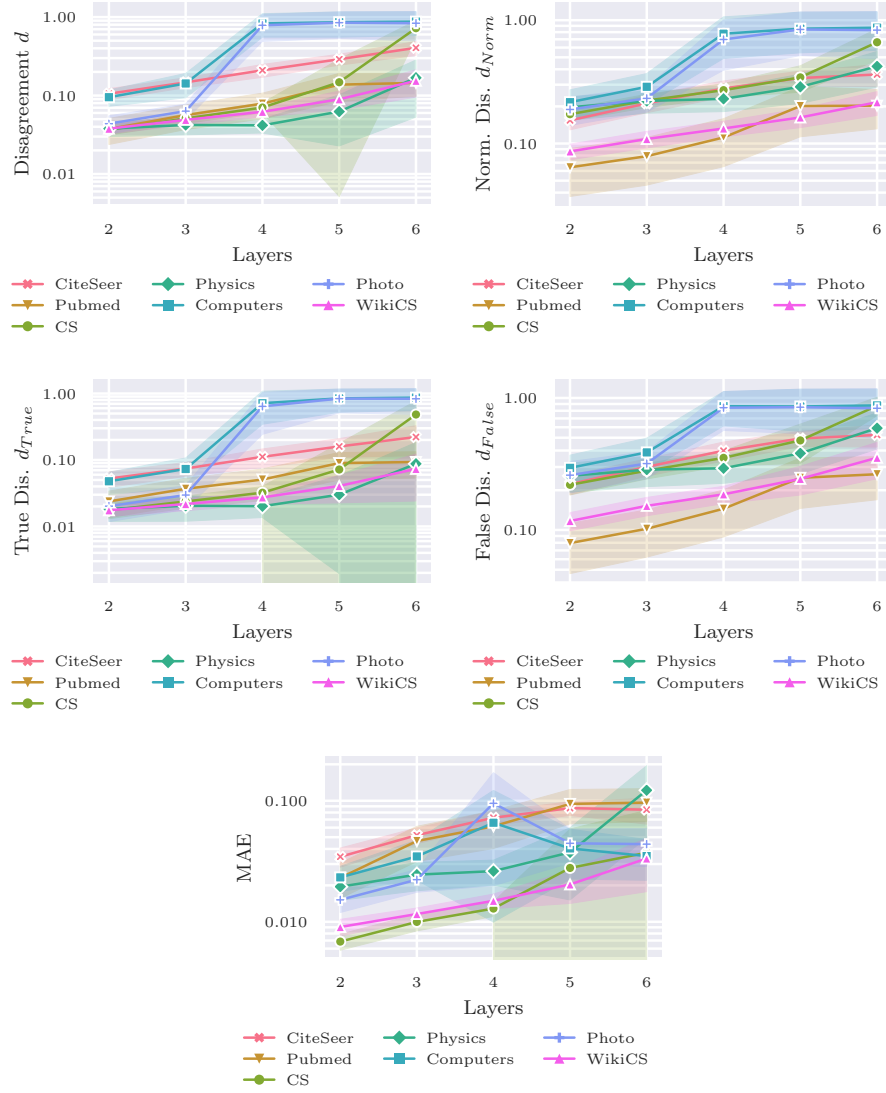 1.00
0.10
0.01
Disagreement d
2 3 4 5 6
Layers
CiteSeer Physics Photo
Pubmed Computers WikiCS
CS
1.00
0.10
Norm. Dis. d_Norm
2 3 4 5 6
Layers
CiteSeer Physics Photo
Pubmed Computers WikiCS
CS
1.00
0.10
0.01
True Dis. d_True
2 3 4 5 6
Layers
CiteSeer Physics Photo
Pubmed Computers WikiCS
CS
1.00
0.10
False Dis. d_False
2 3 4 5 6
Layers
CiteSeer Physics Photo
Pubmed Computers WikiCS
CS
0.100
0.010
MAE
2 3 4 5 6
Layers
CiteSeer Physics Photo
Pubmed Computers WikiCS
CS